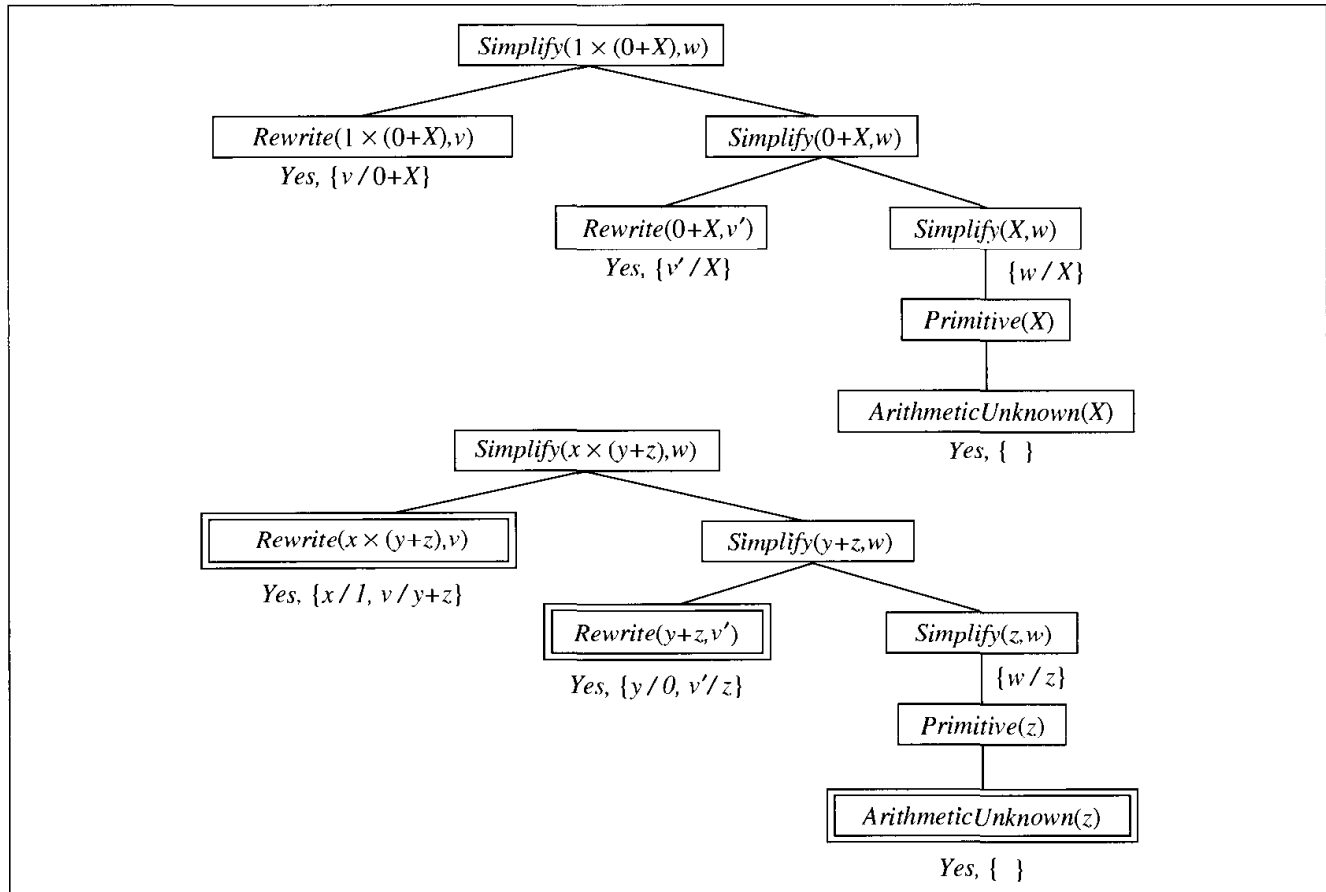 Simplify(1 × (0+X),w)
Rewrite(1 × (0+X),v)
Simplify(0+X,w)
Yes, {v / 0+X}
Rewrite(0+X,v′)
Simplify(X,w)
Yes, {v′ / X}
{w / X}
Primitive(X)
ArithmeticUnknown(X)
Yes, { }
Simplify(x × (y+z),w)
Rewrite(x × (y+z),v)
Simplify(y+z,w)
Yes, {x / 1, v / y+z}
Rewrite(y+z,v′)
Simplify(z,w)
Yes, {y / 0, v′/ z}
{w / z}
Primitive(z)
ArithmeticUnknown(z)
Yes, { }